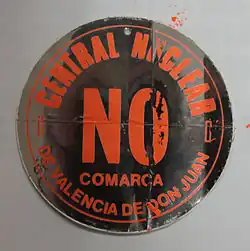 CENTRAL NUCLEAR
NO
COMARCA
DE VALENCIA DE DON JUAN